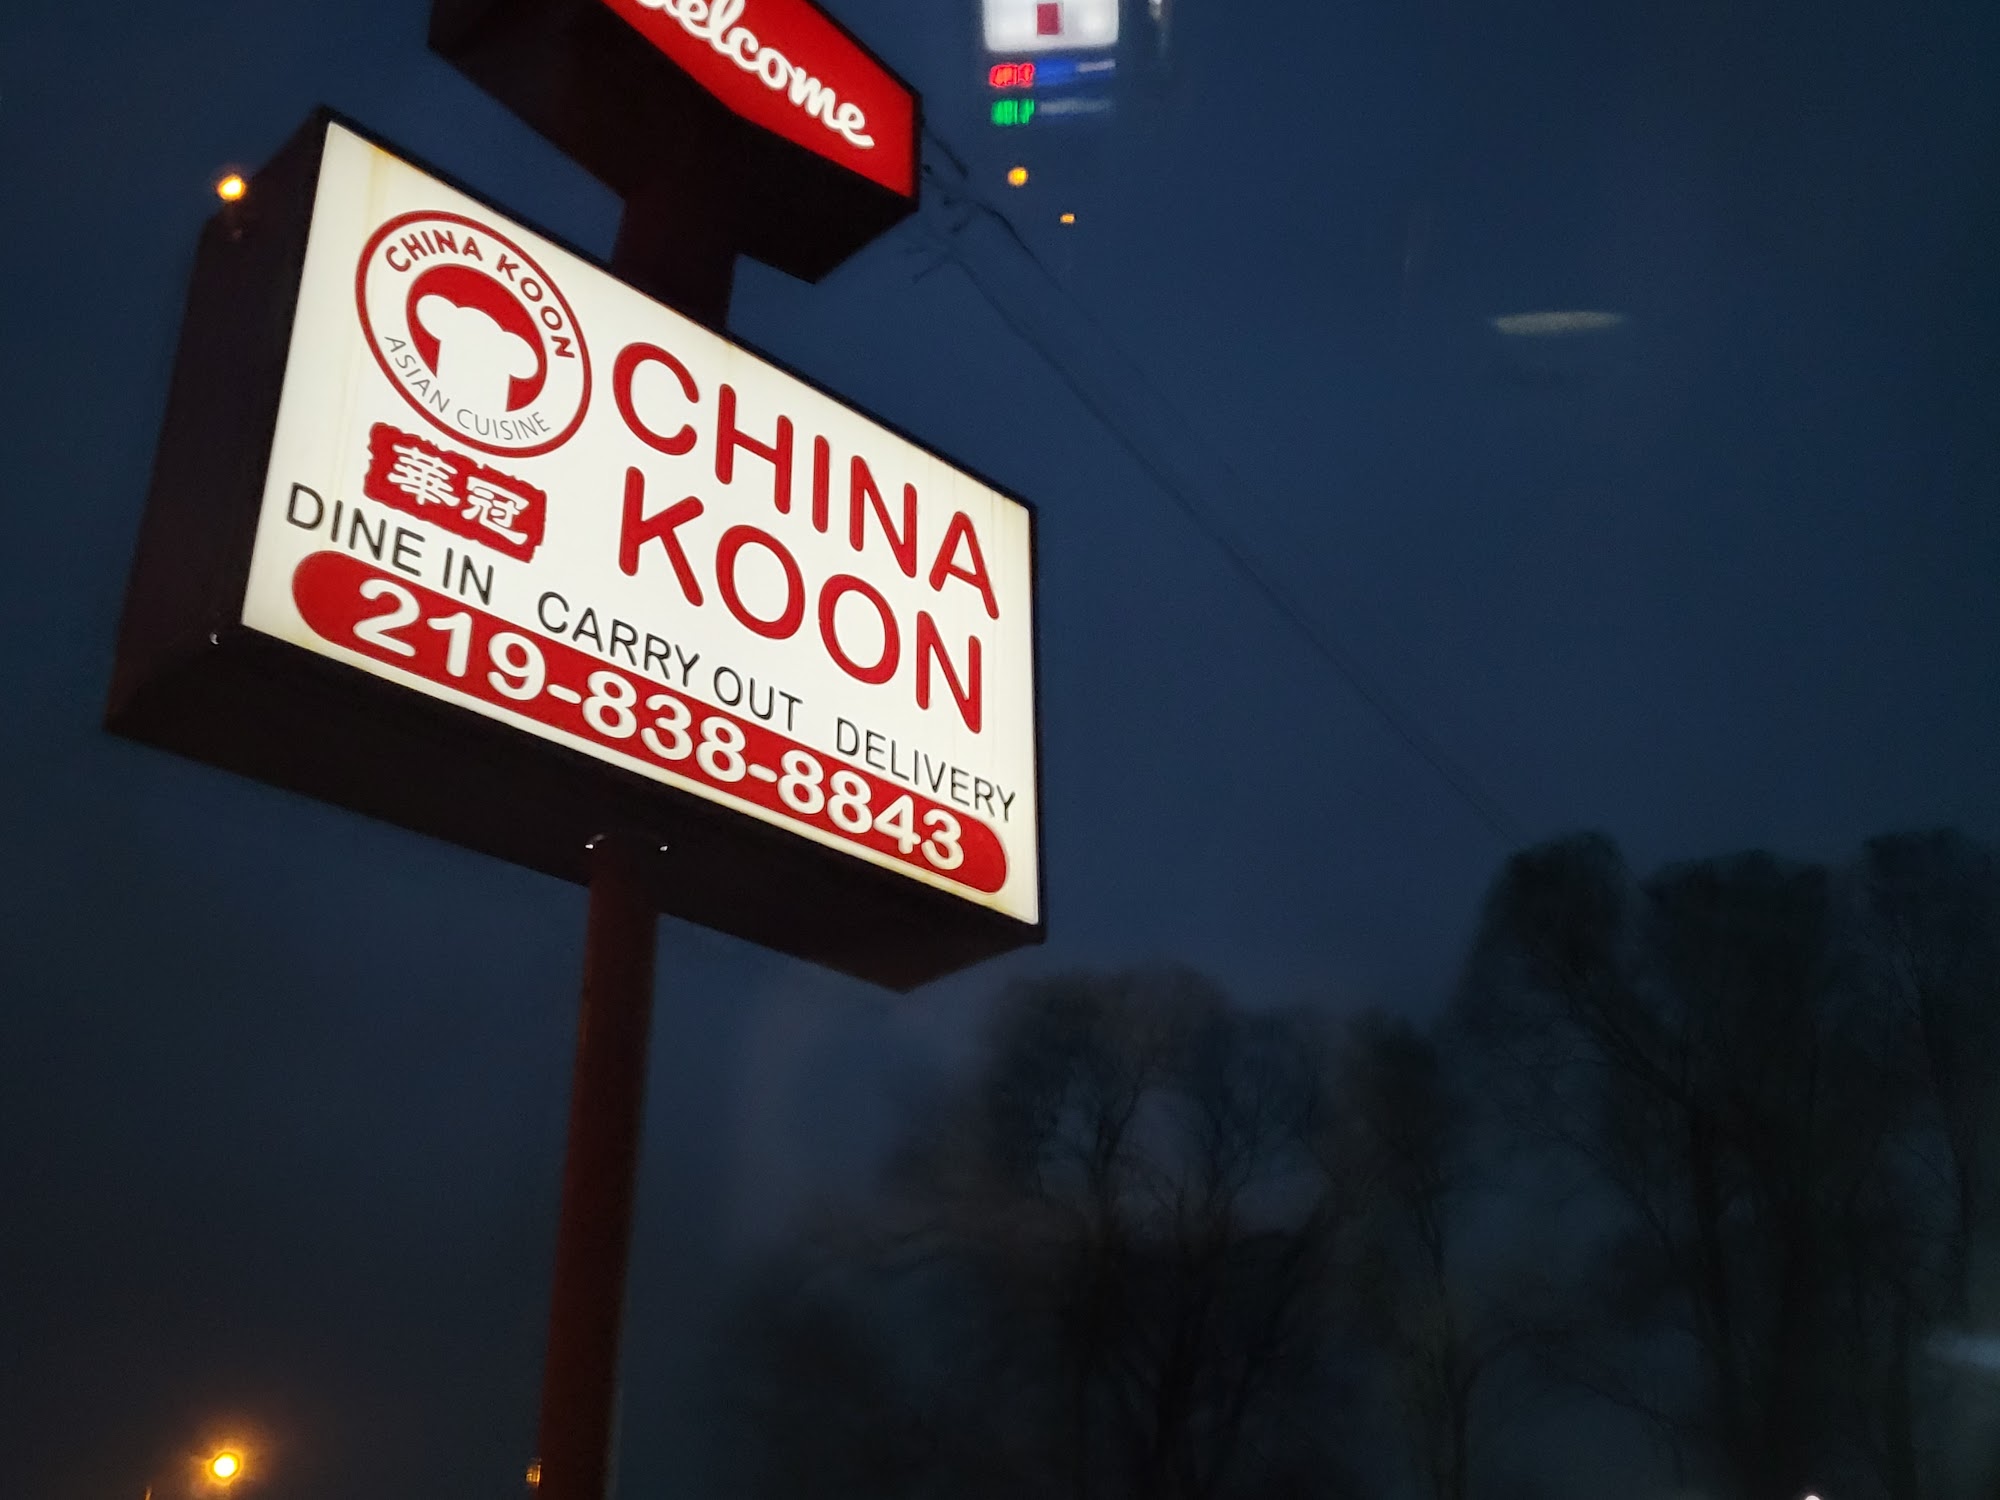 Welcome
CHINA KOON
ASIAN CUISINE
華冠
CHINA
KOON
DINE IN CARRY OUT DELIVERY
219-838-8843